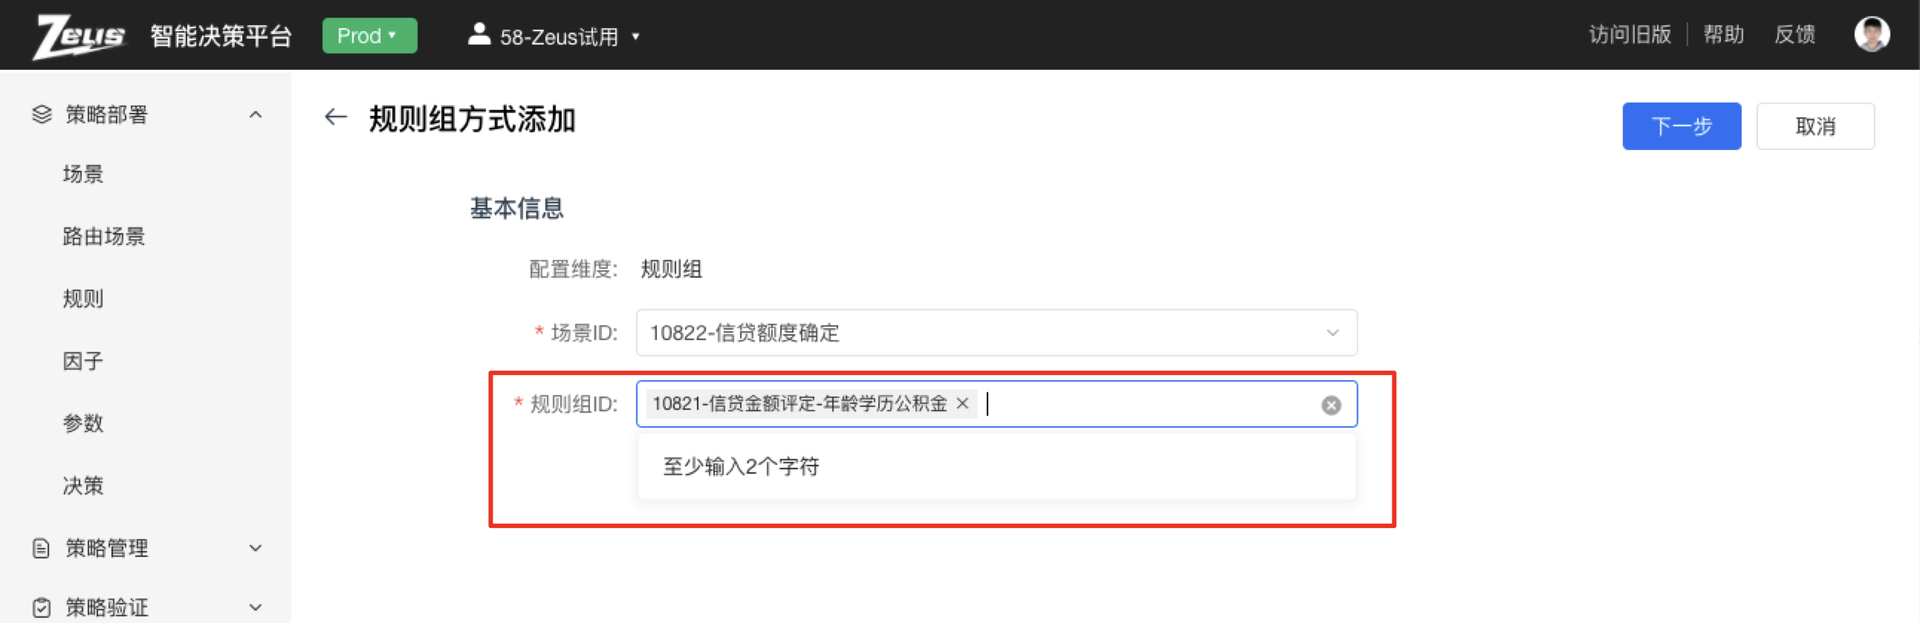 Zeus 智能决策平台 Prod 58-Zeus试用 访问旧版 帮助 反馈
策略部署
场景
路由场景
规则
因子
参数
决策
策略管理
策略验证
规则组方式添加
下一步 取消
基本信息
配置维度: 规则组
* 场景ID: 10822-信贷额度确定
* 规则组ID: 10821-信贷金额评定-年龄学历公积金 ×
至少输入2个字符